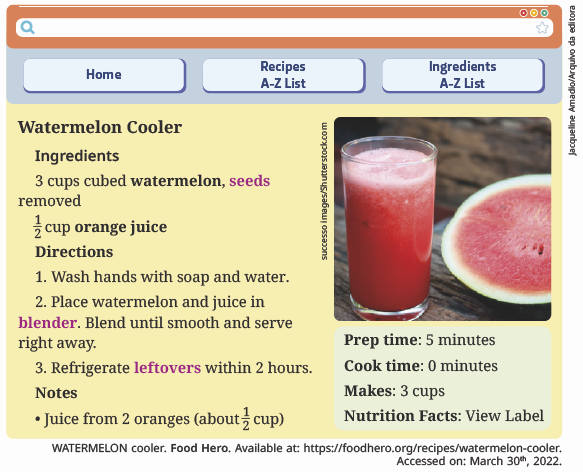 Home
Recipes
A-Z List
Ingredients
A-Z List
Watermelon Cooler
Ingredients
3 cups cubed watermelon, seeds
removed
1/2 cup orange juice
Directions
1. Wash hands with soap and water.
2. Place watermelon and juice in
blender. Blend until smooth and serve
right away.
3. Refrigerate leftovers within 2 hours.
Notes
• Juice from 2 oranges (about 1/2 cup)
successo images/Shutterstock.com
Prep time: 5 minutes
Cook time: 0 minutes
Makes: 3 cups
Nutrition Facts: View Label
Jacqueline Amadio/Arquivo da editora
WATERMELON cooler. Food Hero. Available at: https://foodhero.org/recipes/watermelon-cooler.
Accessed on: March 30th, 2022.